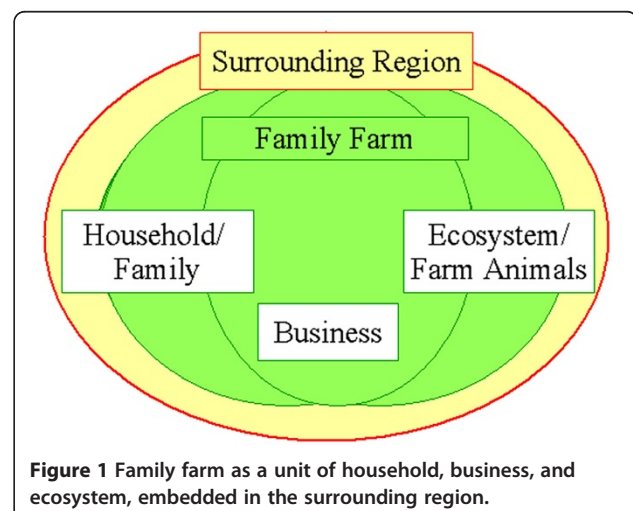 Surrounding Region
Family Farm
Household/
Family
Ecosystem/
Farm Animals
Business
Figure 1 Family farm as a unit of household, business, and
ecosystem, embedded in the surrounding region.